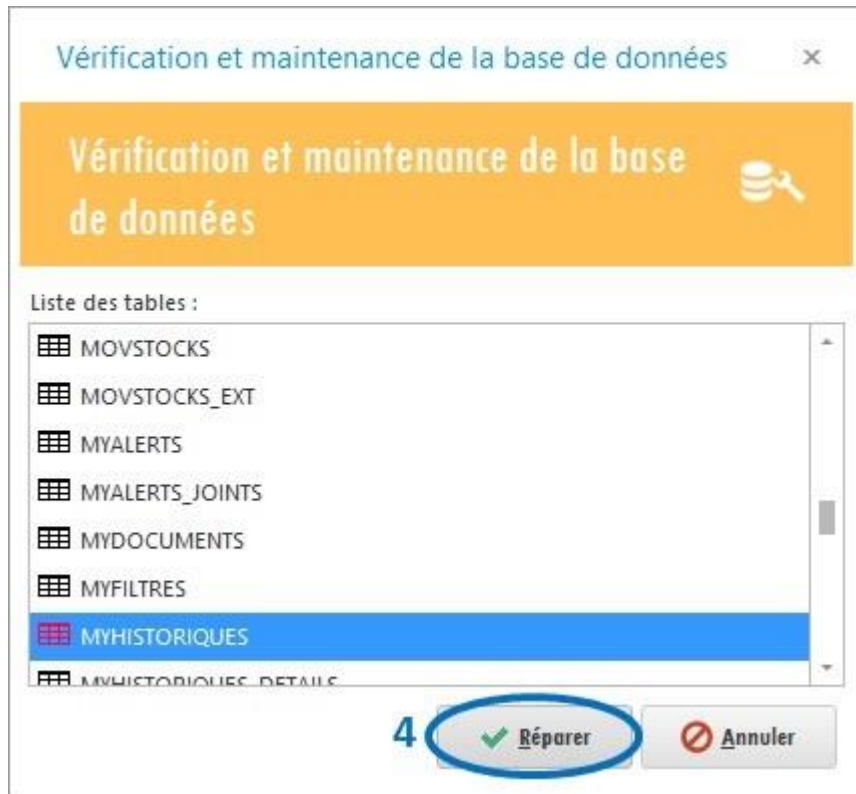 Vérification et maintenance de la base de données
Vérification et maintenance de la base
de données
Liste des tables :
MOVSTOCKS
MOVSTOCKS_EXT
MYALERTS
MYALERTS_JOINTS
MYDOCUMENTS
MYFILTRES
MYHISTORIQUES
MYHISTORIQUES_DETAILS
4 Réparer Annuler